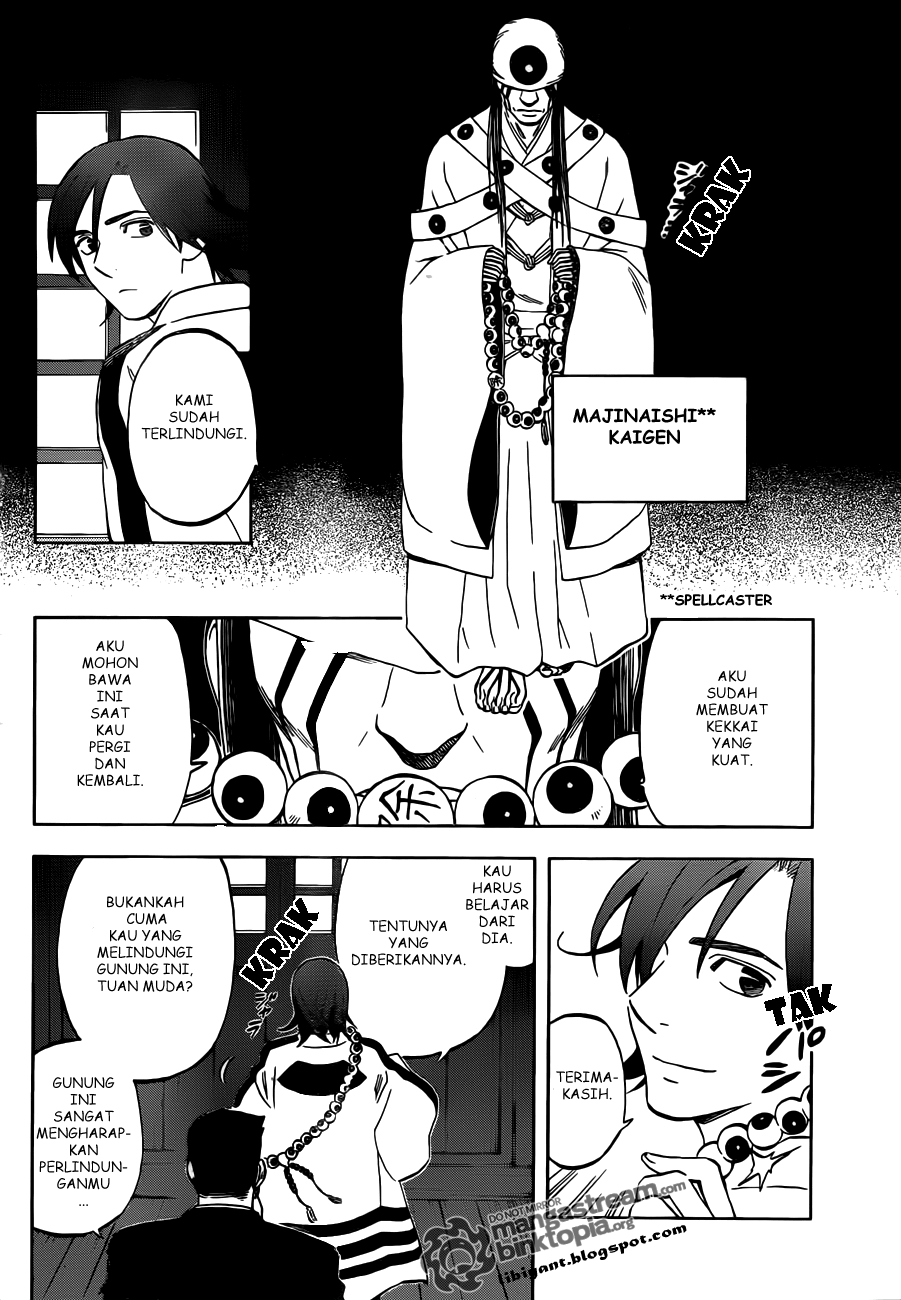 KRAK
KAMI
SUDAH
TERLINDUNGI.
MAJINAISHI**
KAIGEN
**SPELLCASTER
AKU
SUDAH
MEMBUAT
KEKKAI
YANG
KUAT.
AKU
MOHON
BAWA
INI
SAAT
KAU
PERGI
DAN
KEMBALI.
除
TAK
TERIMA-
KASIH.
KAU
HARUS
BELAJAR
DARI
DIA.
TENTUNYA
YANG
DIBERIKANNYA.
KRAK
BUKANKAH
CUMA
KAU YANG
MELINDUNGI
GUNUNG INI,
TUAN MUDA?
GUNUNG
INI
SANGAT
MENGHARAP-
KAN
PERLINDUN-
GANMU
...
DO NOT MIRROR
mangastream.com
binktopia.org
libiyant.blogspot.com